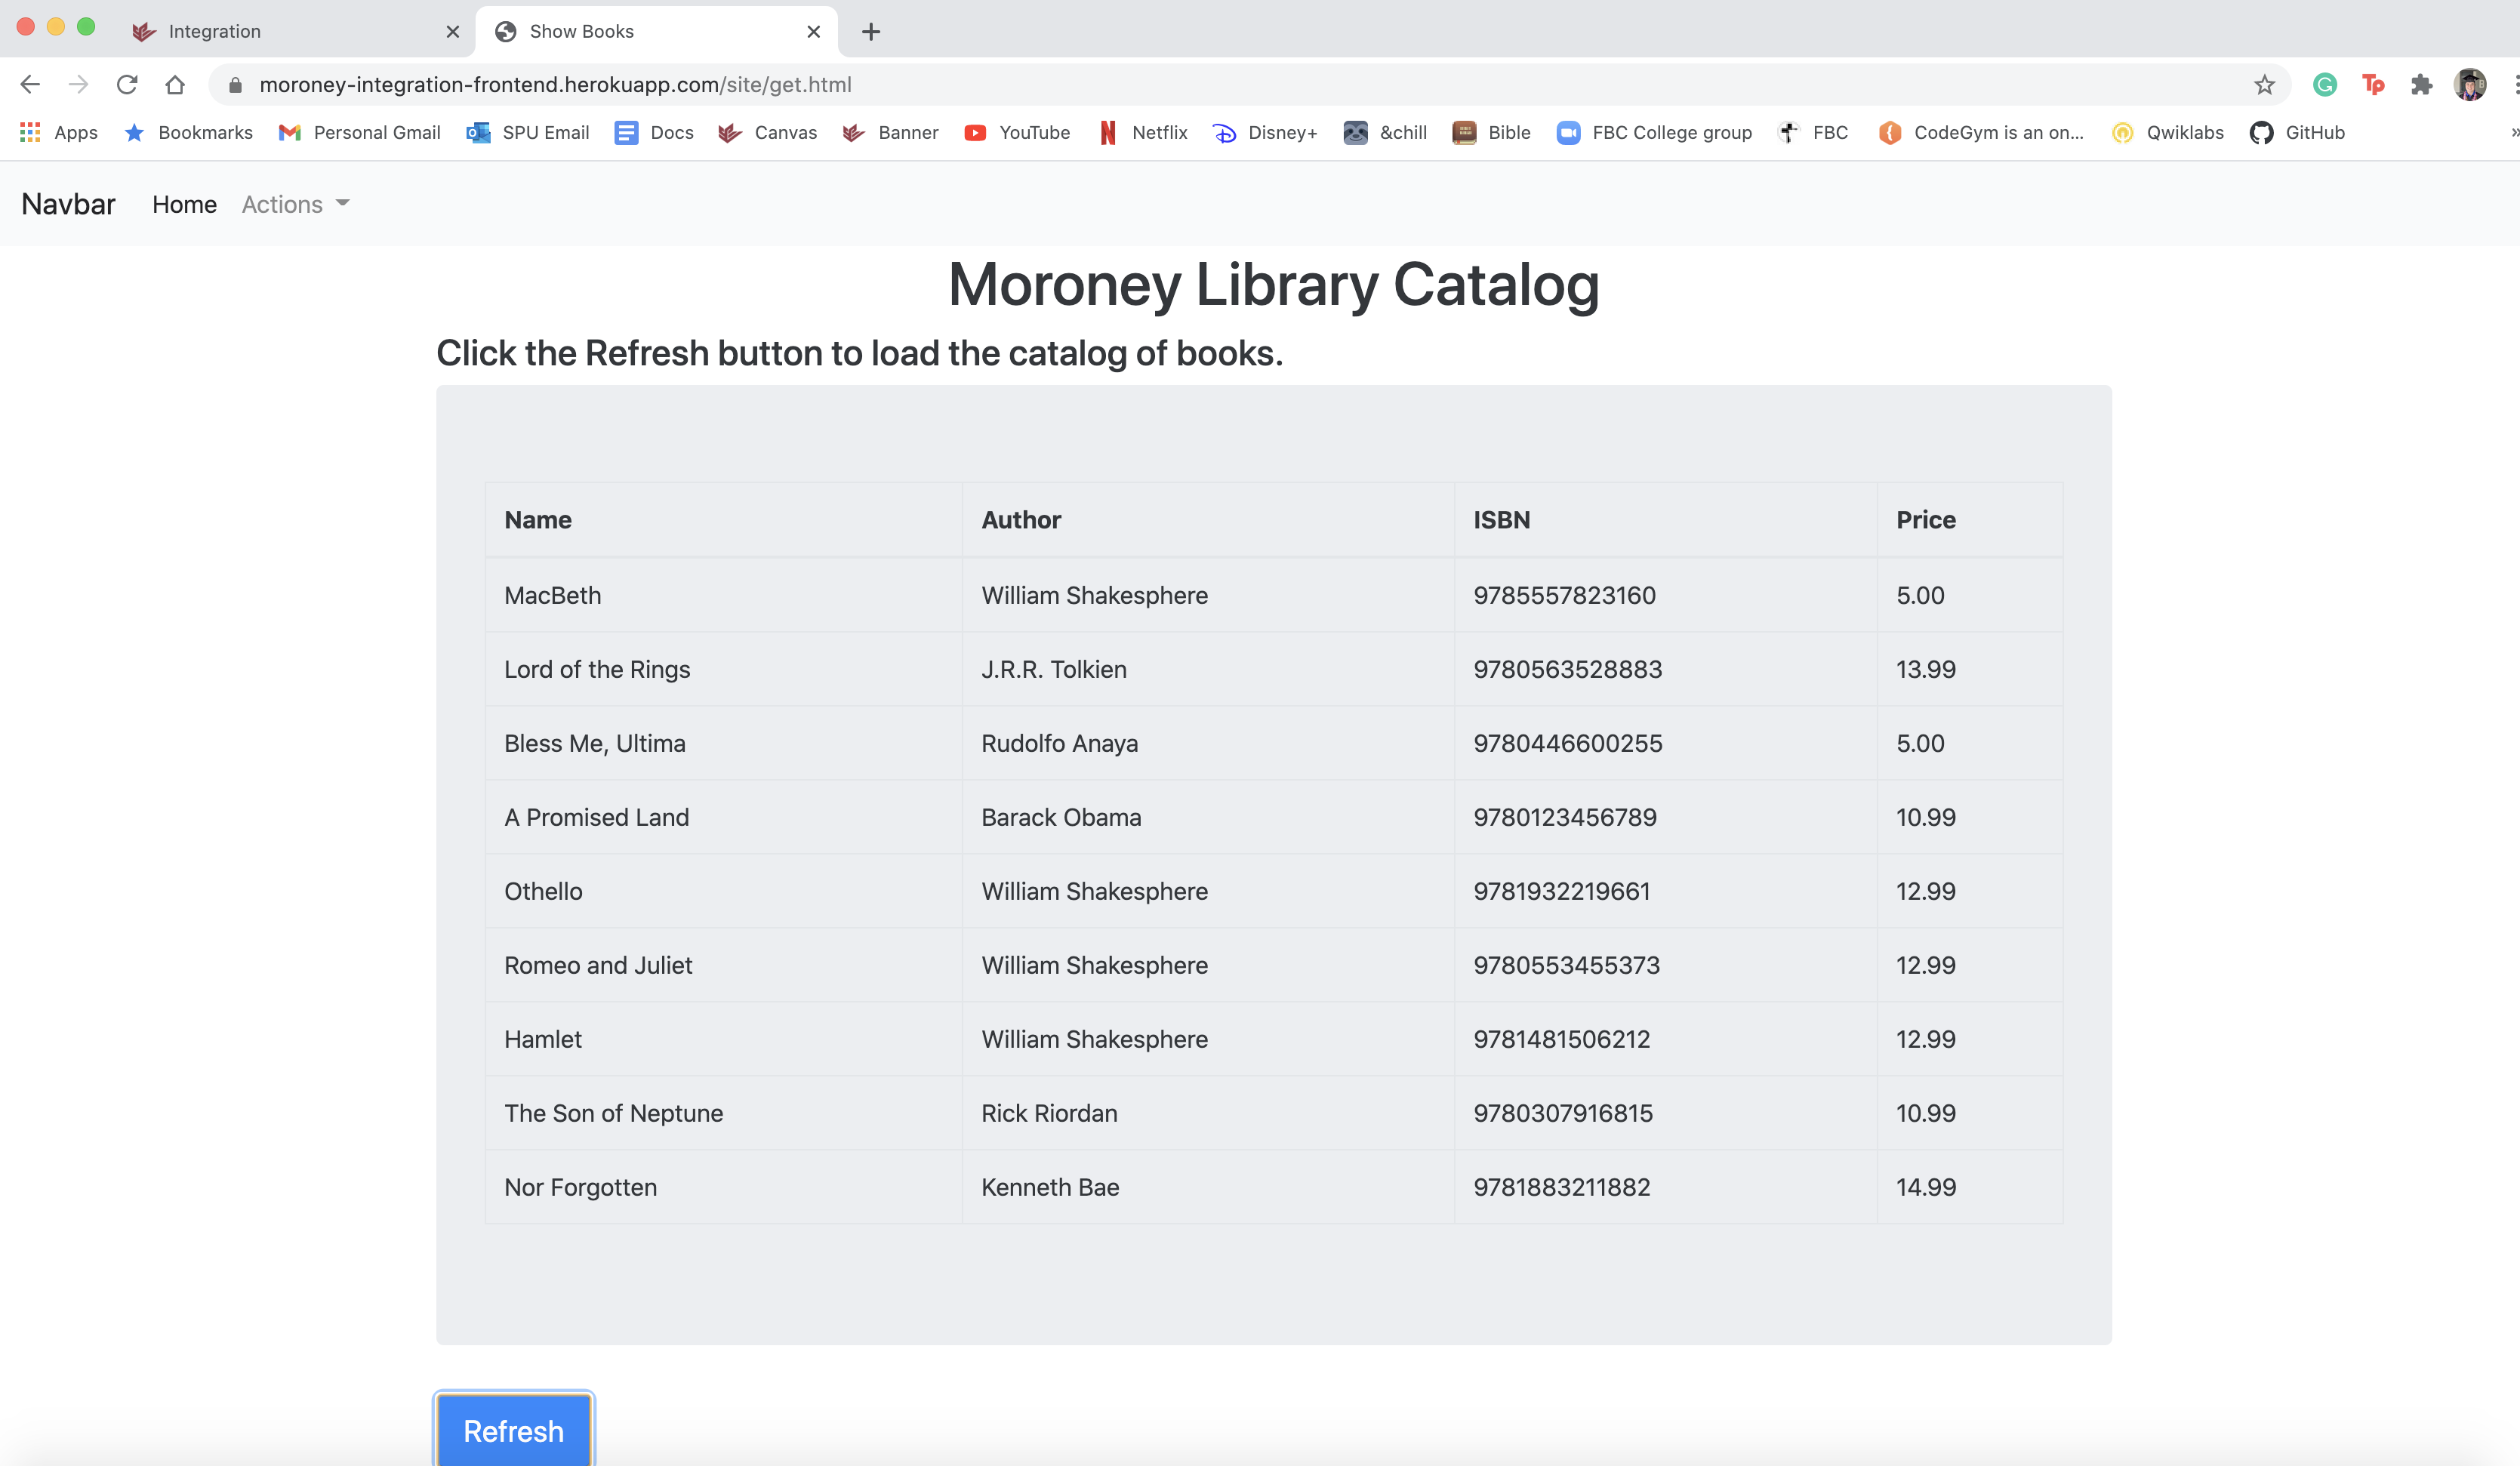 Integration Show Books
moroney-integration-frontend.herokuapp.com/site/get.html
Apps Bookmarks Personal Gmail SPU Email Docs Canvas Banner YouTube Netflix Disney+ &chill Bible FBC College group FBC CodeGym is an on... Qwiklabs GitHub »
Navbar Home Actions
Moroney Library Catalog
Click the Refresh button to load the catalog of books.
Name Author ISBN Price
MacBeth William Shakesphere 9785557823160 5.00
Lord of the Rings J.R.R. Tolkien 9780563528883 13.99
Bless Me, Ultima Rudolfo Anaya 9780446600255 5.00
A Promised Land Barack Obama 9780123456789 10.99
Othello William Shakesphere 9781932219661 12.99
Romeo and Juliet William Shakesphere 9780553455373 12.99
Hamlet William Shakesphere 9781481506212 12.99
The Son of Neptune Rick Riordan 9780307916815 10.99
Nor Forgotten Kenneth Bae 9781883211882 14.99
Refresh